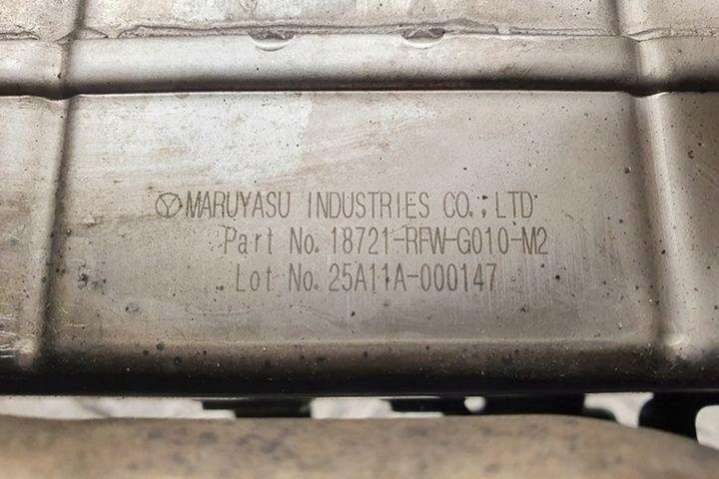 MARUYASU INDUSTRIES CO.,LTD
Part No. 18721-RFW-G010-M2
Lot No. 25A11A-000147